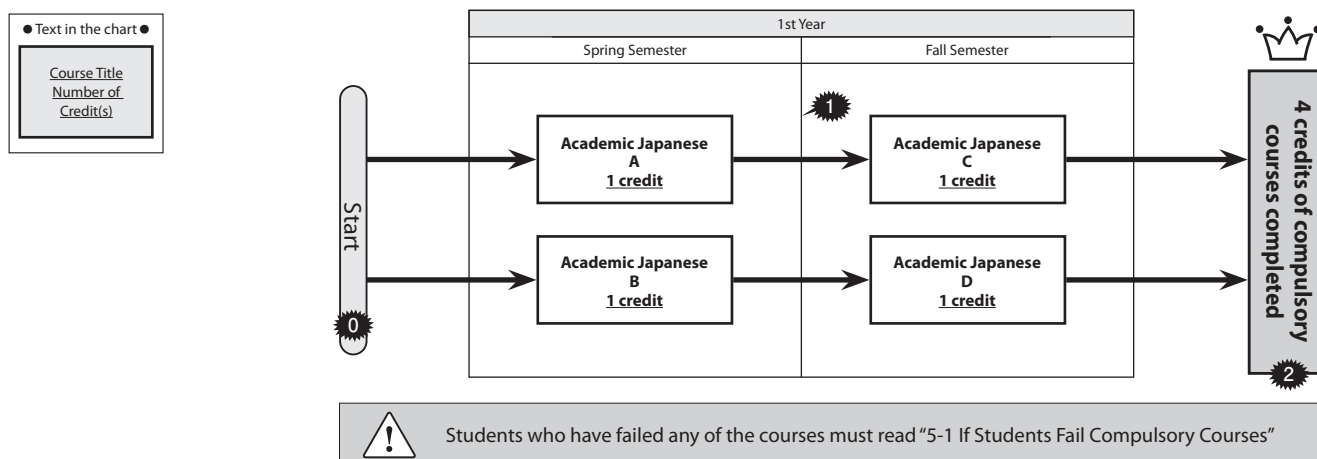 ● Text in the chart ●
Course Title
Number of
Credit(s)
1st Year
Spring Semester
Fall Semester
Start
0
1
Academic Japanese
A
1 credit
Academic Japanese
C
1 credit
Academic Japanese
B
1 credit
Academic Japanese
D
1 credit
4 credits of compulsory
courses completed
2
! Students who have failed any of the courses must read “5-1 If Students Fail Compulsory Courses”